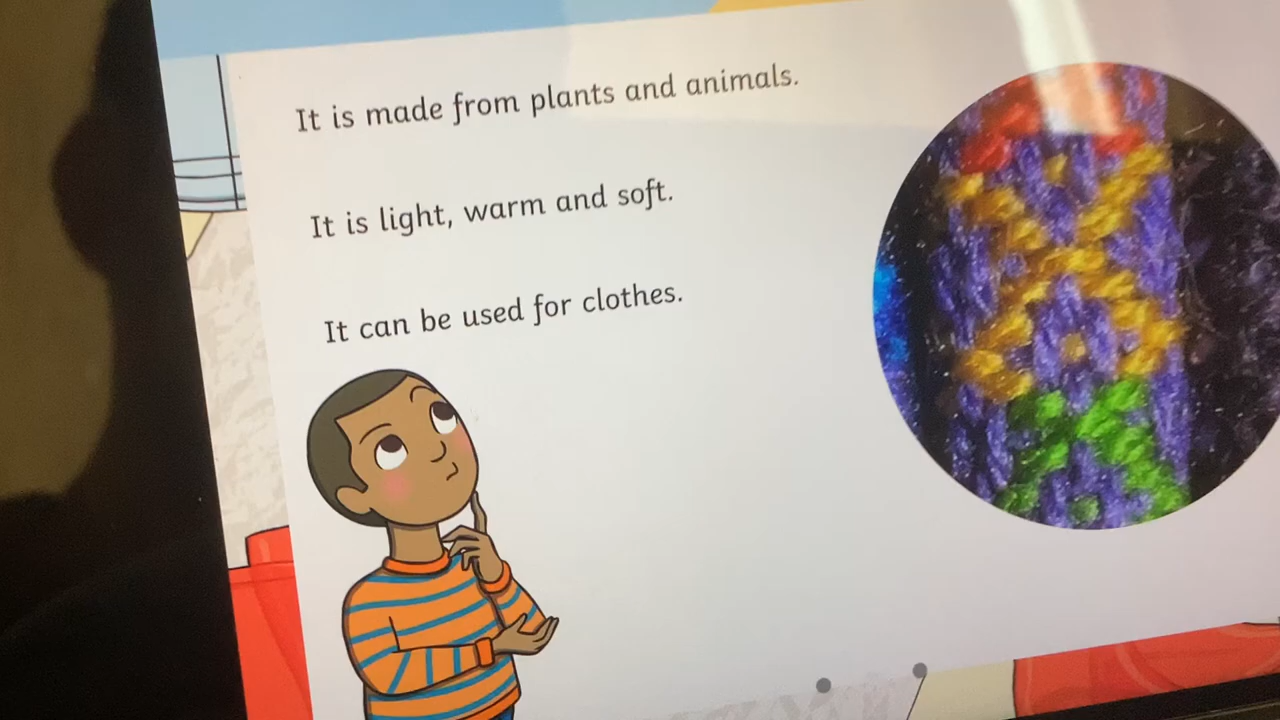 It is made from plants and animals.
It is light, warm and soft.
It can be used for clothes.